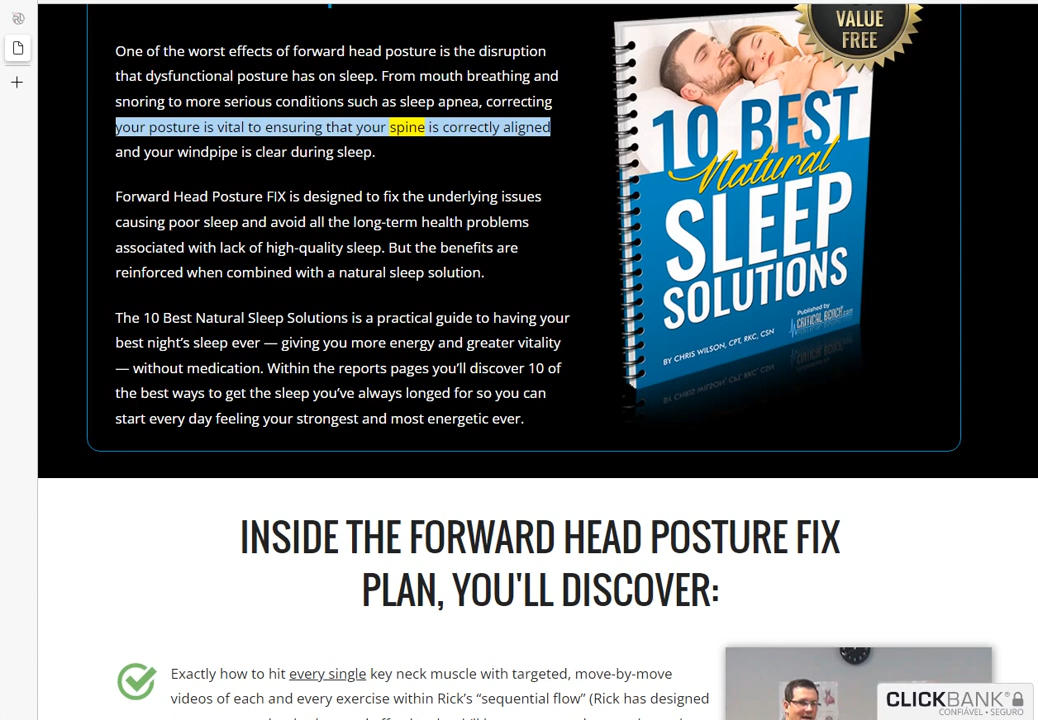 VALUE
FREE
One of the worst effects of forward head posture is the disruption
that dysfunctional posture has on sleep. From mouth breathing and
snoring to more serious conditions such as sleep apnea, correcting
your posture is vital to ensuring that your spine is correctly aligned
and your windpipe is clear during sleep.
Forward Head Posture FIX is designed to fix the underlying issues
causing poor sleep and avoid all the long-term health problems
associated with lack of high-quality sleep. But the benefits are
reinforced when combined with a natural sleep solution.
The 10 Best Natural Sleep Solutions is a practical guide to having your
best night’s sleep ever — giving you more energy and greater vitality
— without medication. Within the reports pages you’ll discover 10 of
the best ways to get the sleep you’ve always longed for so you can
start every day feeling your strongest and most energetic ever.
10 BEST
Natural
SLEEP
SOLUTIONS
Published by
CRITICAL BENCH
BY CHRIS WILSON, CPT, RKC, CSN
INSIDE THE FORWARD HEAD POSTURE FIX
PLAN, YOU'LL DISCOVER:
Exactly how to hit every single key neck muscle with targeted, move-by-move
videos of each and every exercise within Rick’s “sequential flow” (Rick has designed
CLICKBANK®
CONFIÁVEL • SEGURO